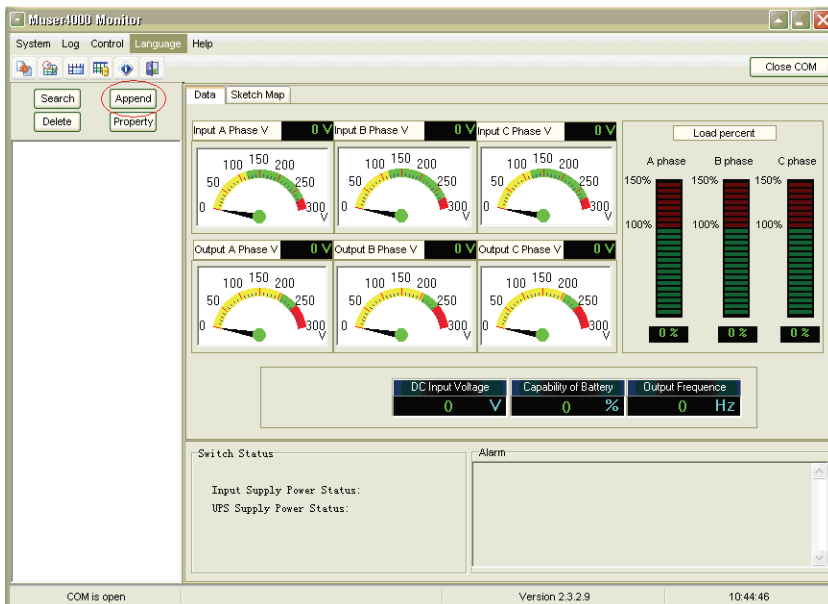 Muser4000 Monitor
System Log Control Language Help
Close COM
Search Append
Delete Property
Data Sketch Map
Input A Phase V 0 V Input B Phase V 0 V Input C Phase V 0 V
0 50 100 150 200 250 300 V
0 50 100 150 200 250 300 V
0 50 100 150 200 250 300 V
Output A Phase V 0 V Output B Phase V 0 V Output C Phase V 0 V
0 50 100 150 200 250 300 V
0 50 100 150 200 250 300 V
0 50 100 150 200 250 300 V
Load percent
A phase B phase C phase
150% 150% 150%
100% 100% 100%
0 % 0 % 0 %
DC Input Voltage Capability of Battery Output Frequence
0 V 0 % 0 Hz
Switch Status
Input Supply Power Status:
UPS Supply Power Status:
Alarm
COM is open Version 2.3.2.9 10:44:46